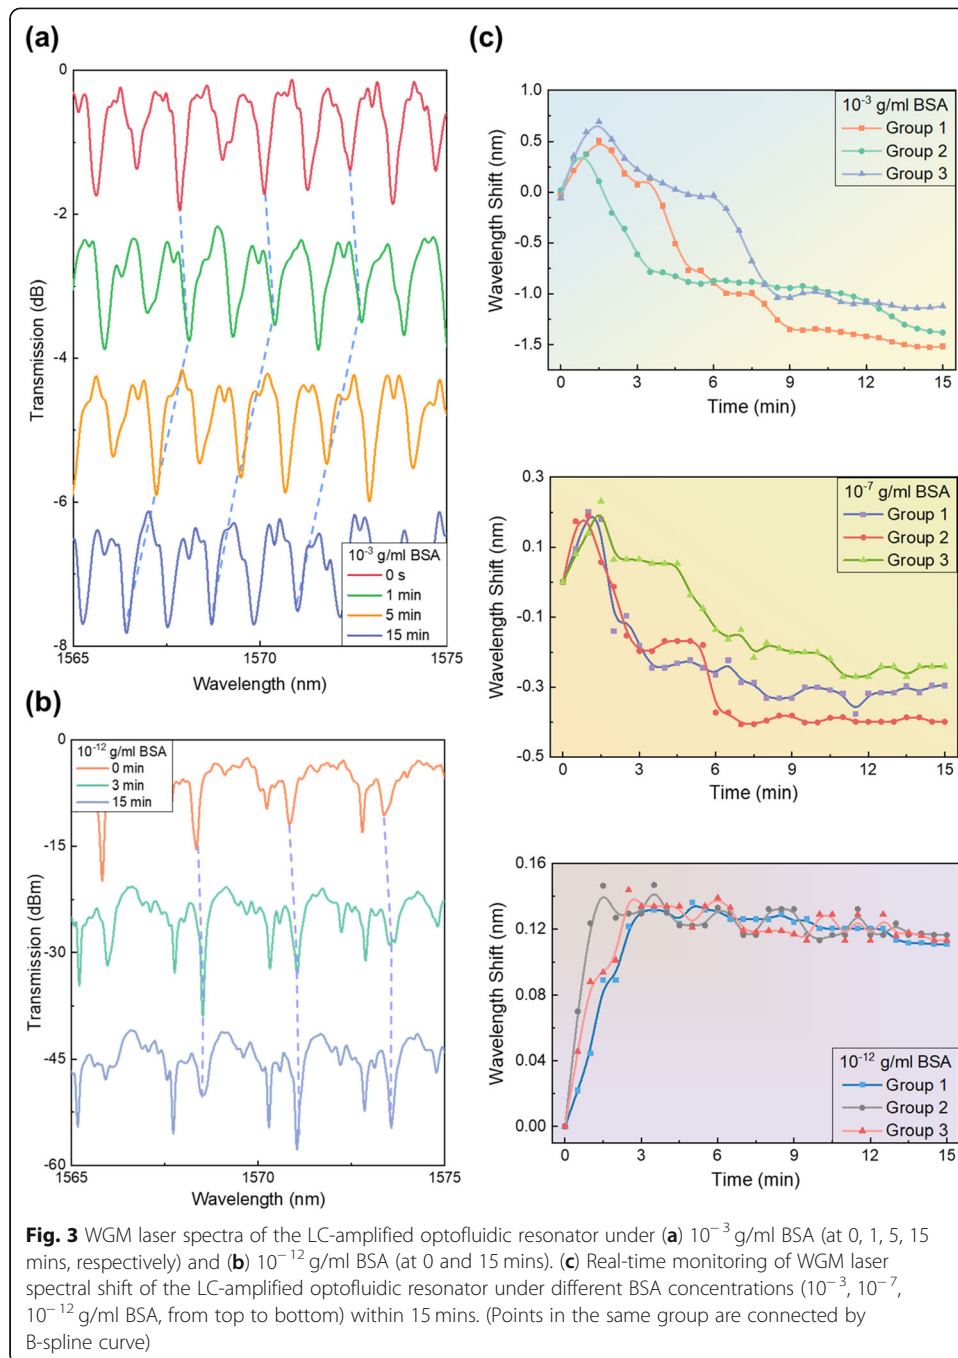 (a)
0
-2
-4
-6
-8
Transmission (dB)
10-3 g/ml BSA
0 s
1 min
5 min
15 min
1565
1570
1575
Wavelength (nm)
(b)
0
-15
-30
-45
-60
Transmission (dBm)
10-12 g/ml BSA
0 min
3 min
15 min
1565
1570
1575
Wavelength (nm)
(c)
1.0
0.5
0.0
-0.5
-1.0
-1.5
Wavelength Shift (nm)
10-3 g/ml BSA
Group 1
Group 2
Group 3
0
3
6
9
12
15
Time (min)
0.3
0.1
-0.1
-0.3
-0.5
Wavelength Shift (nm)
10-7 g/ml BSA
Group 1
Group 2
Group 3
0
3
6
9
12
15
Time (min)
0.16
0.12
0.08
0.04
0.00
Wavelength Shift (nm)
10-12 g/ml BSA
Group 1
Group 2
Group 3
0
3
6
9
12
15
Time (min)
Fig. 3 WGM laser spectra of the LC-amplified optofluidic resonator under (a) 10− 3 g/ml BSA (at 0, 1, 5, 15
mins, respectively) and (b) 10− 12 g/ml BSA (at 0 and 15 mins). (c) Real-time monitoring of WGM laser
spectral shift of the LC-amplified optofluidic resonator under different BSA concentrations (10− 3, 10− 7,
10− 12 g/ml BSA, from top to bottom) within 15 mins. (Points in the same group are connected by
B-spline curve)